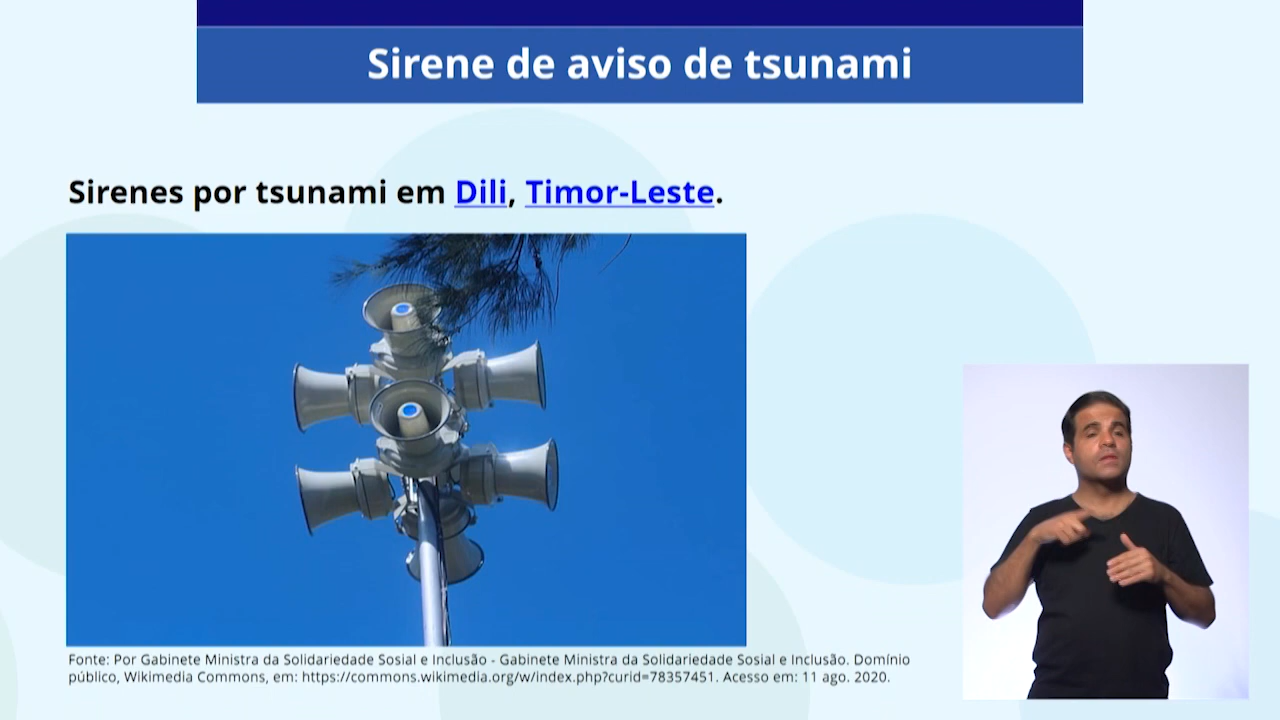 Sirene de aviso de tsunami
Sirenes por tsunami em Dili, Timor-Leste.
Fonte: Por Gabinete Ministra da Solidariedade Sosial e Inclusão - Gabinete Ministra da Solidariedade Sosial e Inclusão. Domínio
público, Wikimedia Commons, em: https://commons.wikimedia.org/w/index.php?curid=78357451. Acesso em: 11 ago. 2020.